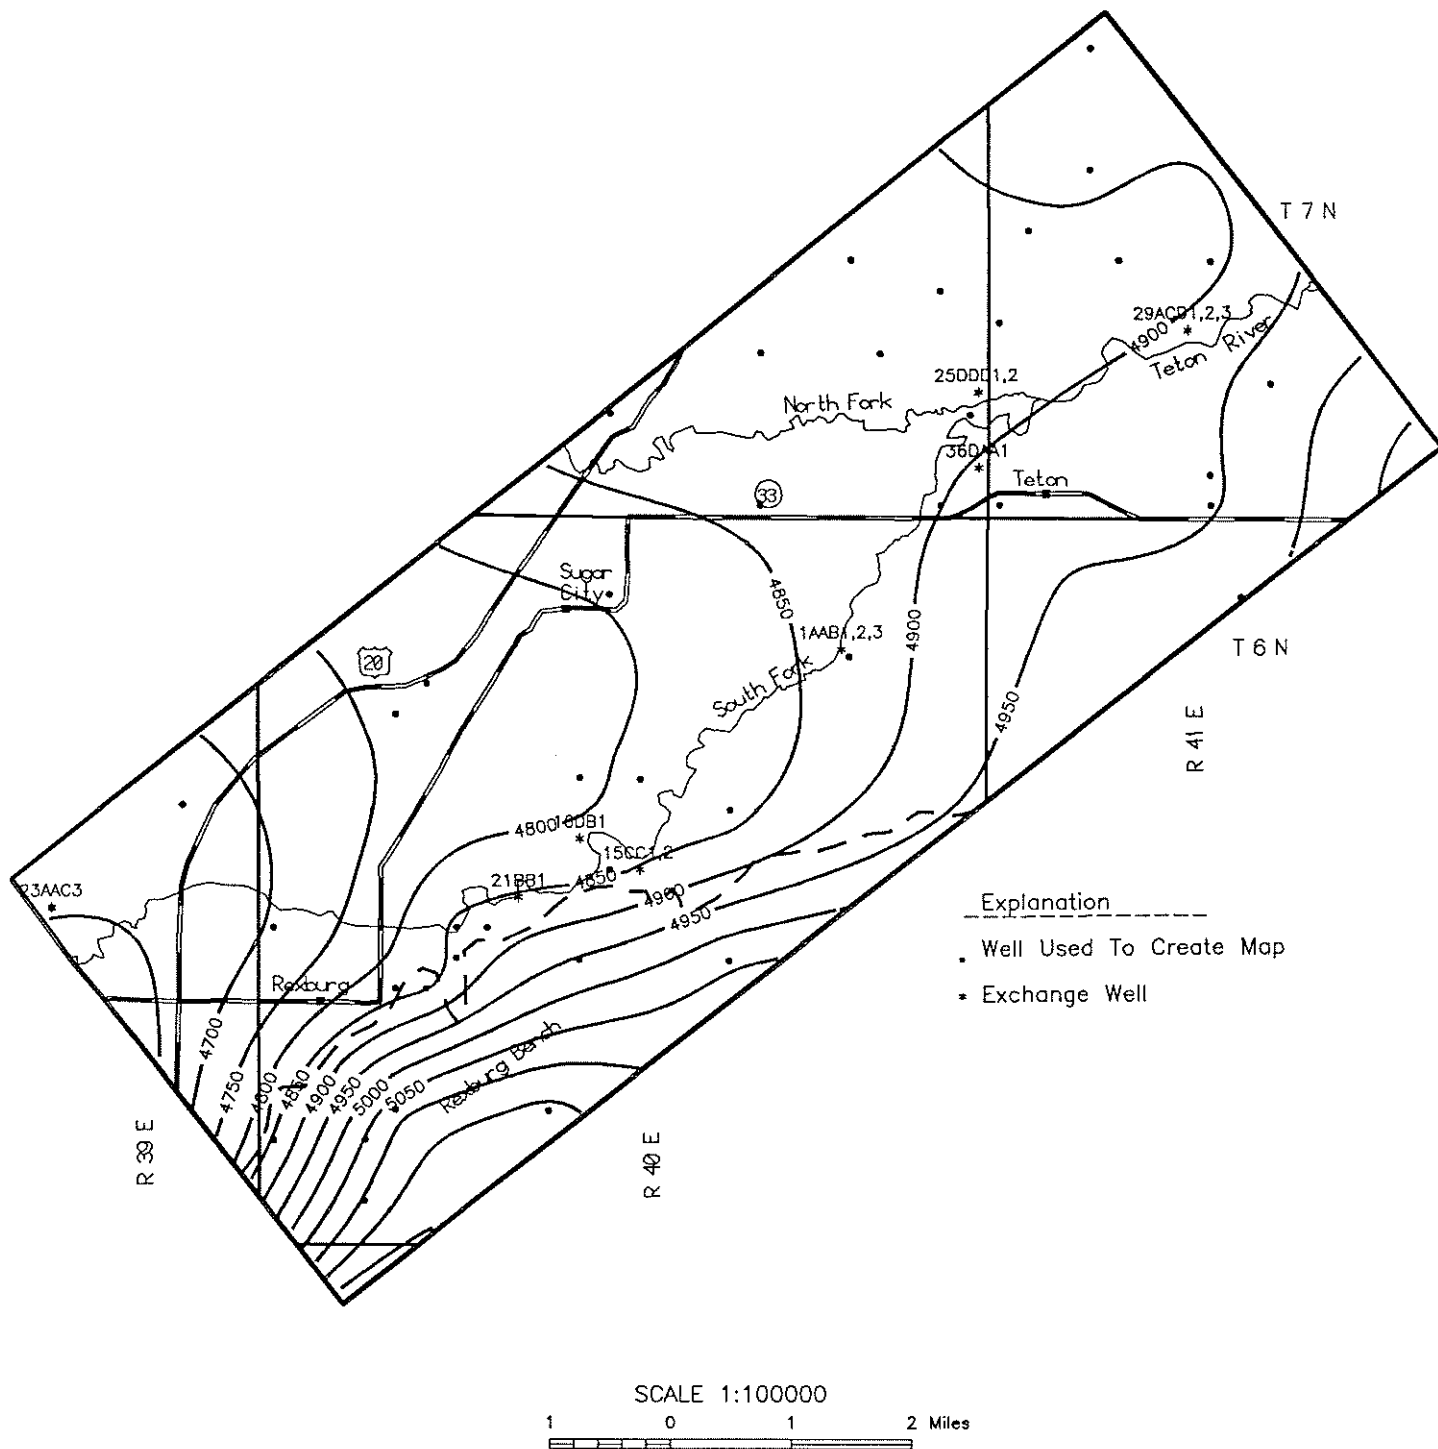 T 7 N
29ACD1,2,3
4900
Teton River
25DDD1,2
North Fork
36DAA1
Teton
33
Sugar
City
4850
1AAB1,2,3
4900
T 6 N
20
South Fork
4950
R 41 E
4800
16DB1
15CC1,2
21BB1
4850
23AAC3
4900
4950
Explanation
Well Used To Create Map
Exchange Well
Rexburg
4700
4750
4800
4850
4900
4950
5000
5050
Rexburg Bench
R 39 E
R 40 E
SCALE 1:100000
1 0 1 2 Miles